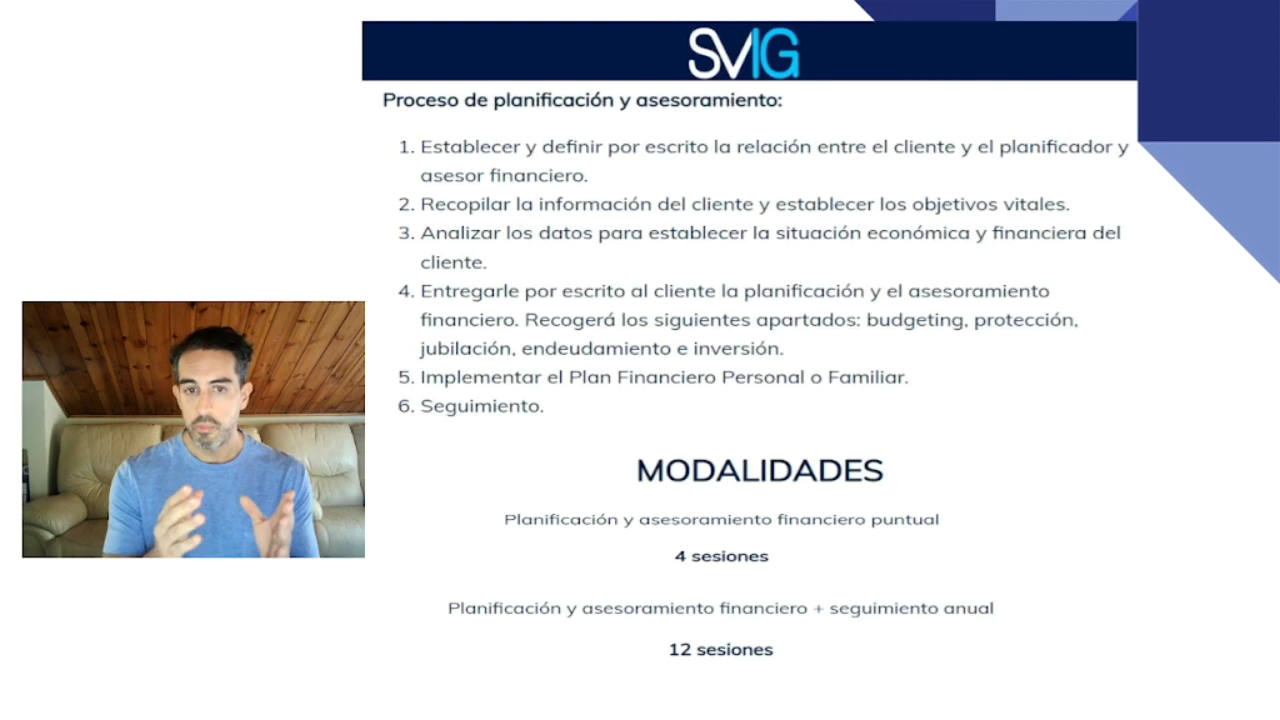 SVIG
Proceso de planificación y asesoramiento:
1. Establecer y definir por escrito la relación entre el cliente y el planificador y
asesor financiero.
2. Recopilar la información del cliente y establecer los objetivos vitales.
3. Analizar los datos para establecer la situación económica y financiera del
cliente.
4. Entregarle por escrito al cliente la planificación y el asesoramiento
financiero. Recogerá los siguientes apartados: budgeting, protección,
jubilación, endeudamiento e inversión.
5. Implementar el Plan Financiero Personal o Familiar.
6. Seguimiento.
MODALIDADES
Planificación y asesoramiento financiero puntual
4 sesiones
Planificación y asesoramiento financiero + seguimiento anual
12 sesiones